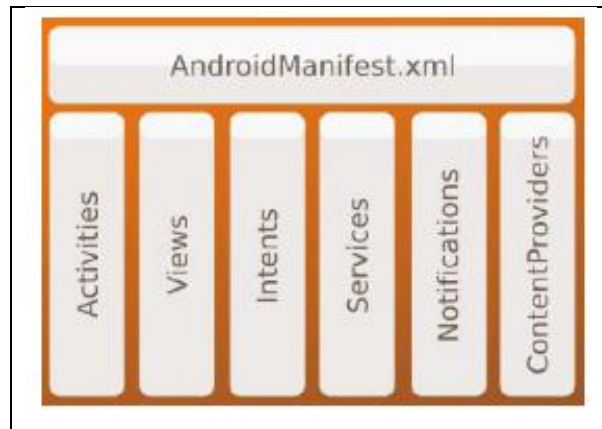 AndroidManifest.xml
Activities
Views
Intents
Services
Notifications
ContentProviders